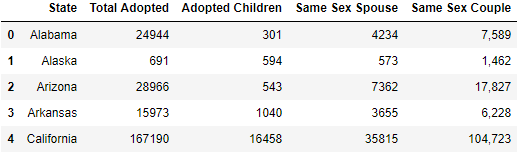 State Total Adopted Adopted Children Same Sex Spouse Same Sex Couple
0 Alabama 24944 301 4234 7,589
1 Alaska 691 594 573 1,462
2 Arizona 28966 543 7362 17,827
3 Arkansas 15973 1040 3655 6,228
4 California 167190 16458 35815 104,723